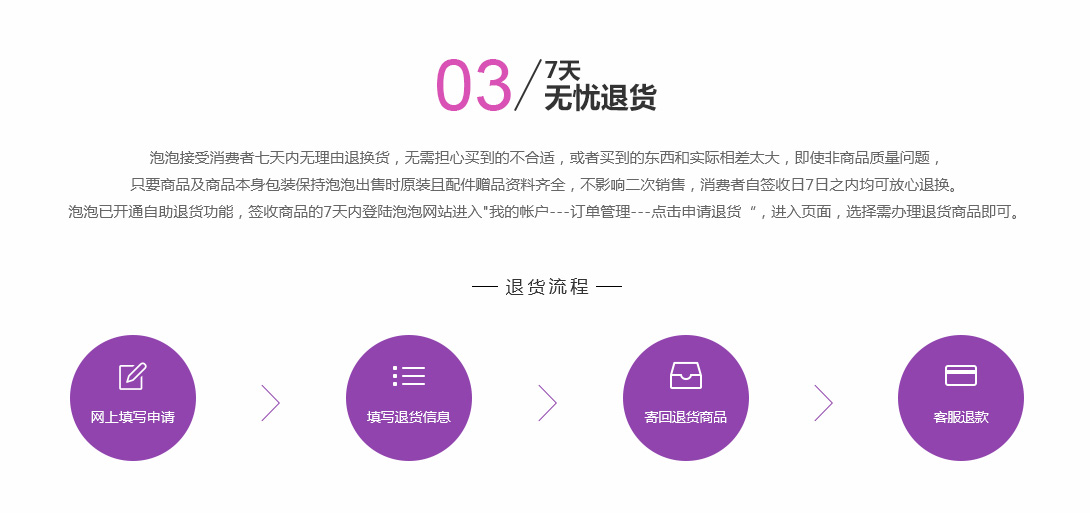 03
7天
无忧退货
泡泡接受消费者七天内无理由退换货，无需担心买到的不合适，或者买到的东西和实际相差太大，即使非商品质量问题，
只要商品及商品本身包装保持泡泡出售时原装且配件赠品资料齐全，不影响二次销售，消费者自签收日7日之内均可放心退换。
泡泡已开通自助退货功能，签收商品的7天内登陆泡泡网站进入"我的帐户---订单管理---点击申请退货“，进入页面，选择需办理退货商品即可。
退货流程
网上填写申请
填写退货信息
寄回退货商品
客服退款